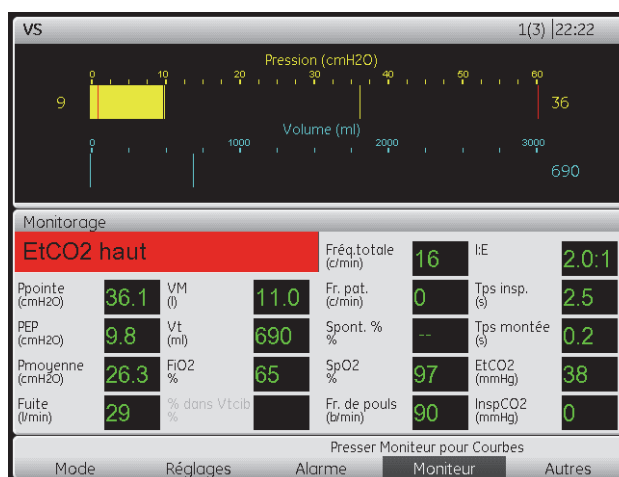 VS 1(3) 22:22
Pression (cmH2O)
0 10 20 30 40 50 60
9 36
Volume (ml)
0 1000 2000 3000
690
Monitorage
EtCO2 haut
Fréq.totale (c/min) 16 I:E 2.0:1
Ppointe (cmH2O) 36.1 VM (l) 11.0 Fr. pat. (c/min) 0 Tps insp. (s) 2.5
PEP (cmH2O) 9.8 Vt (ml) 690 Spont. % % -- Tps montée (s) 0.2
Pmoyenne (cmH2O) 26.3 FiO2 % 65 SpO2 % 97 EtCO2 (mmHg) 38
Fuite (l/min) 29 % dans Vtcib % Fr. de pouls (b/min) 90 InspCO2 (mmHg) 0
Presser Moniteur pour Courbes
Mode Réglages Alarme Moniteur Autres